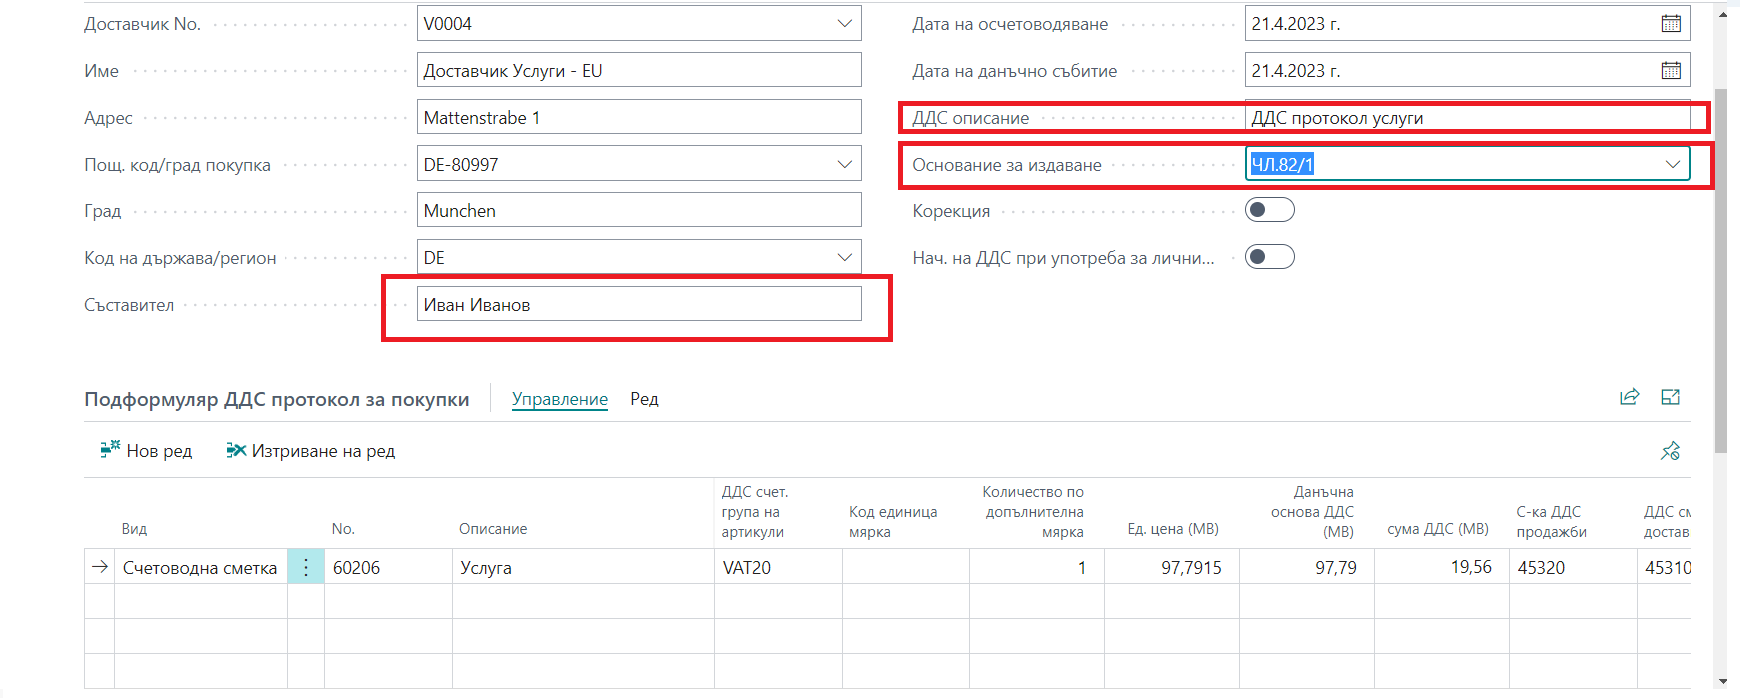 Доставчик No. V0004
Име Доставчик Услуги - EU
Адрес Mattenstrabe 1
Пощ. код/град покупка DE-80997
Град Munchen
Код на държава/регион DE
Съставител Иван Иванов
Дата на осчетоводяване 21.4.2023 г.
Дата на данъчно събитие 21.4.2023 г.
ДДС описание ДДС протокол услуги
Основание за издаване ЧЛ.82/1
Корекция
Нач. на ДДС при употреба за лични...
Подформуляр ДДС протокол за покупки Управление Ред
Нов ред Изтриване на ред
Вид
No.
Описание
ДДС счет.
група на
артикули
Код единица
мярка
Количество по
допълнителна
мярка
Ед. цена (МВ)
Данъчна
основа ДДС
(МВ)
сума ДДС (МВ)
С-ка ДДС
продажби
ДДС см
достав
Счетоводна сметка 60206 Услуга VAT20 1 97,7915 97,79 19,56 45320 45310